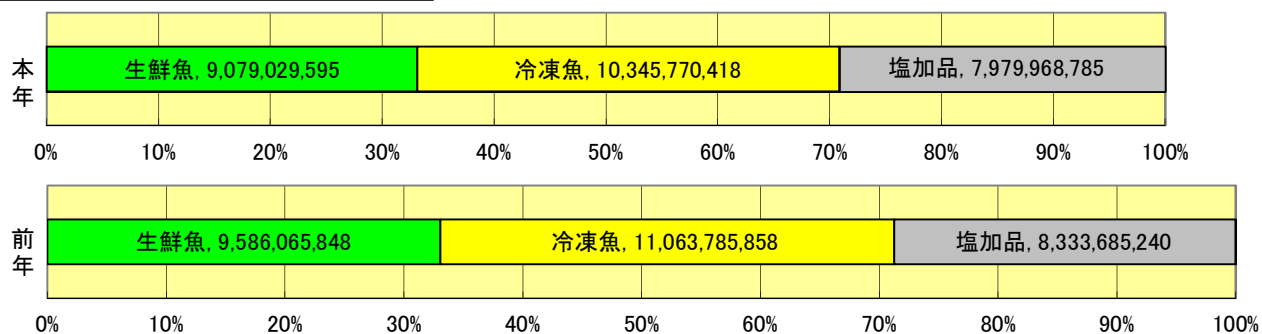 本年
生鮮魚, 9,079,029,595 冷凍魚, 10,345,770,418 塩加品, 7,979,968,785
0% 10% 20% 30% 40% 50% 60% 70% 80% 90% 100%
前年
生鮮魚, 9,586,065,848 冷凍魚, 11,063,785,858 塩加品, 8,333,685,240
0% 10% 20% 30% 40% 50% 60% 70% 80% 90% 100%